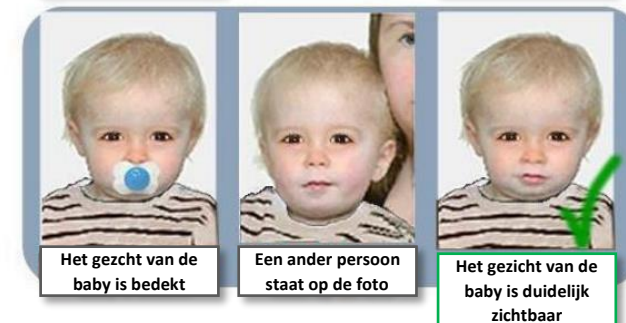 Het gezcht van de
baby is bedekt
Een ander persoon
staat op de foto
Het gezicht van de
baby is duidelijk
zichtbaar